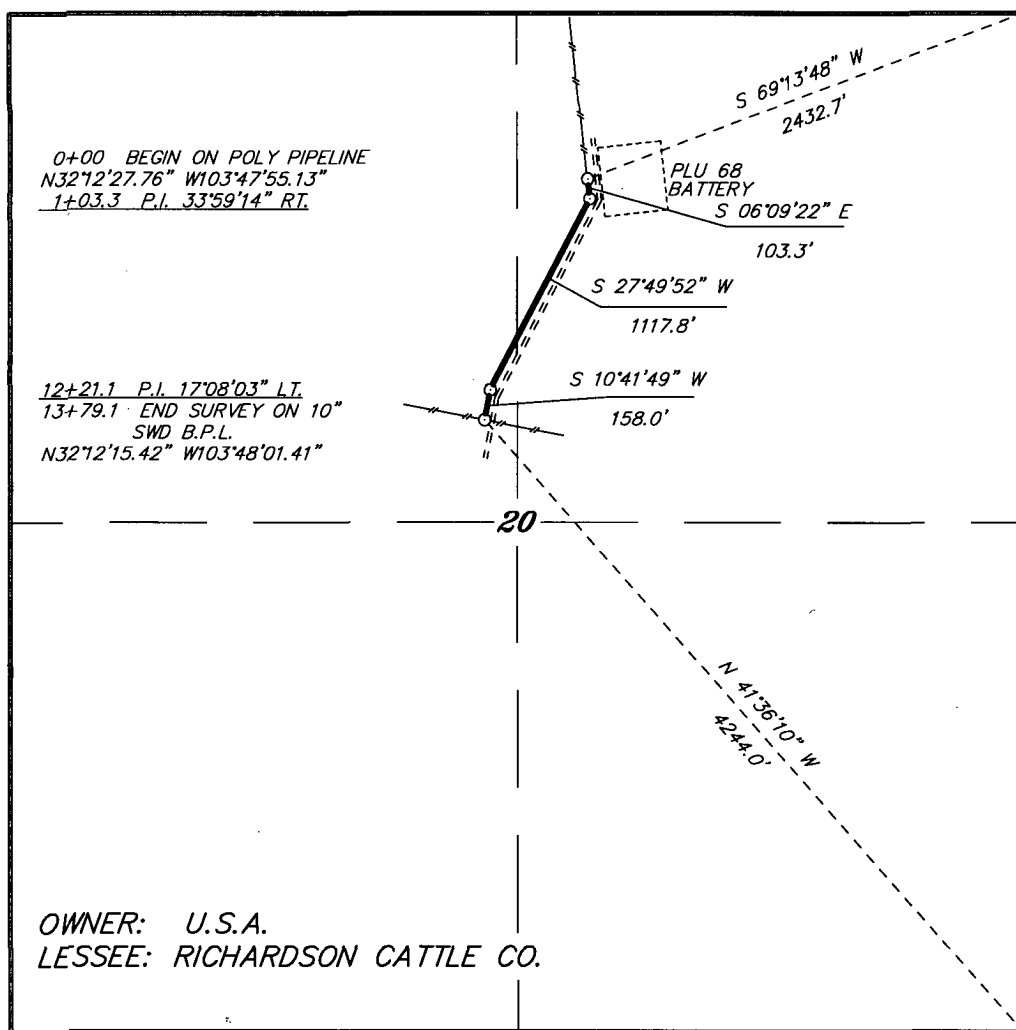 S 69°13'48" W
2432.7'
0+00 BEGIN ON POLY PIPELINE
N32°12'27.76" W103°47'55.13"
1+03.3 P.I. 33°59'14" RT.
PLU 68
BATTERY
S 06°09'22" E
103.3'
S 27°49'52" W
1117.8'
12+21.1 P.I. 17°08'03" LT.
13+79.1 END SURVEY ON 10"
SWD B.P.L.
N32°12'15.42" W103°48'01.41"
S 10°41'49" W
158.0'
20
N 41°36'10" W
4244.0'
OWNER: U.S.A.
LESSEE: RICHARDSON CATTLE CO.